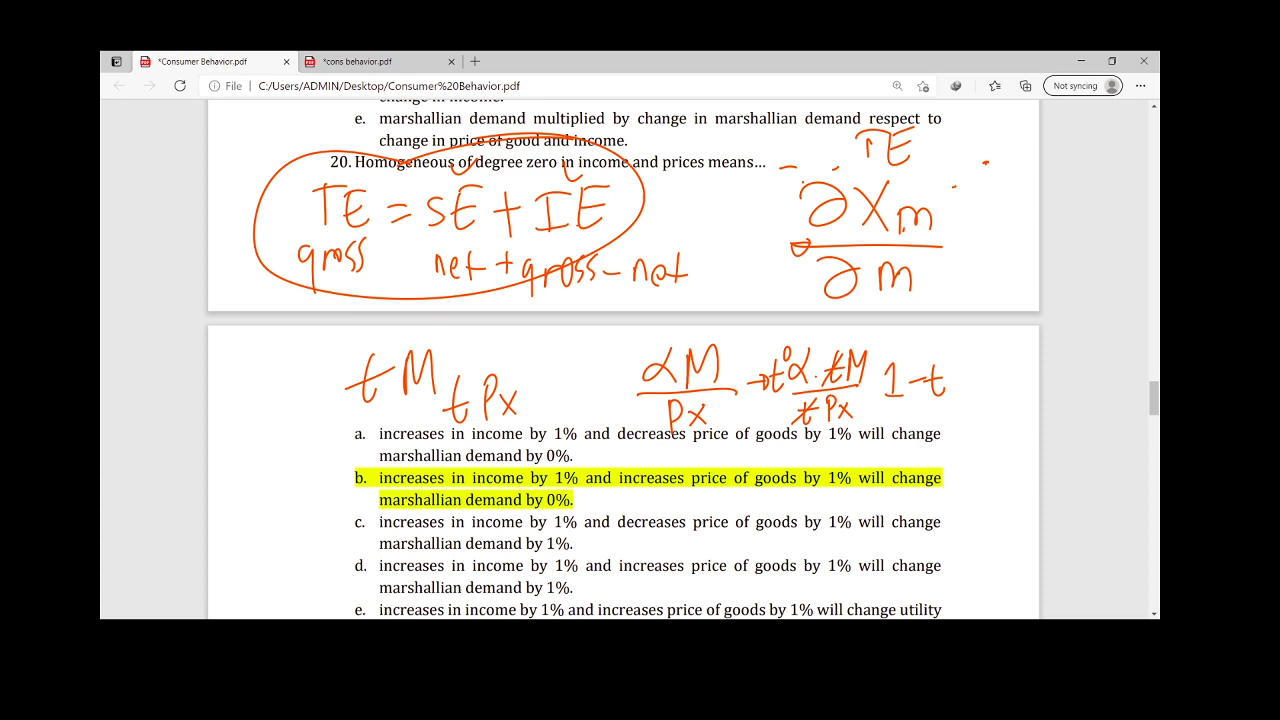 *Consumer Behavior.pdf
*cons behavior.pdf
File
C:/Users/ADMIN/Desktop/Consumer%20Behavior.pdf
Not syncing
change in income.
e. marshallian demand multiplied by change in marshallian demand respect to
change in price of good and income.
20. Homogeneous of degree zero in income and prices means…
TE
TE = SE + IE
∂Xm
gross
net + gross - net
∂m
tM
tPx
αM
Px
→ t⁰ α . tM
tPx
1 - t
a. increases in income by 1% and decreases price of goods by 1% will change
marshallian demand by 0%.
b. increases in income by 1% and increases price of goods by 1% will change
marshallian demand by 0%.
c. increases in income by 1% and decreases price of goods by 1% will change
marshallian demand by 1%.
d. increases in income by 1% and increases price of goods by 1% will change
marshallian demand by 1%.
e. increases in income by 1% and increases price of goods by 1% will change utility